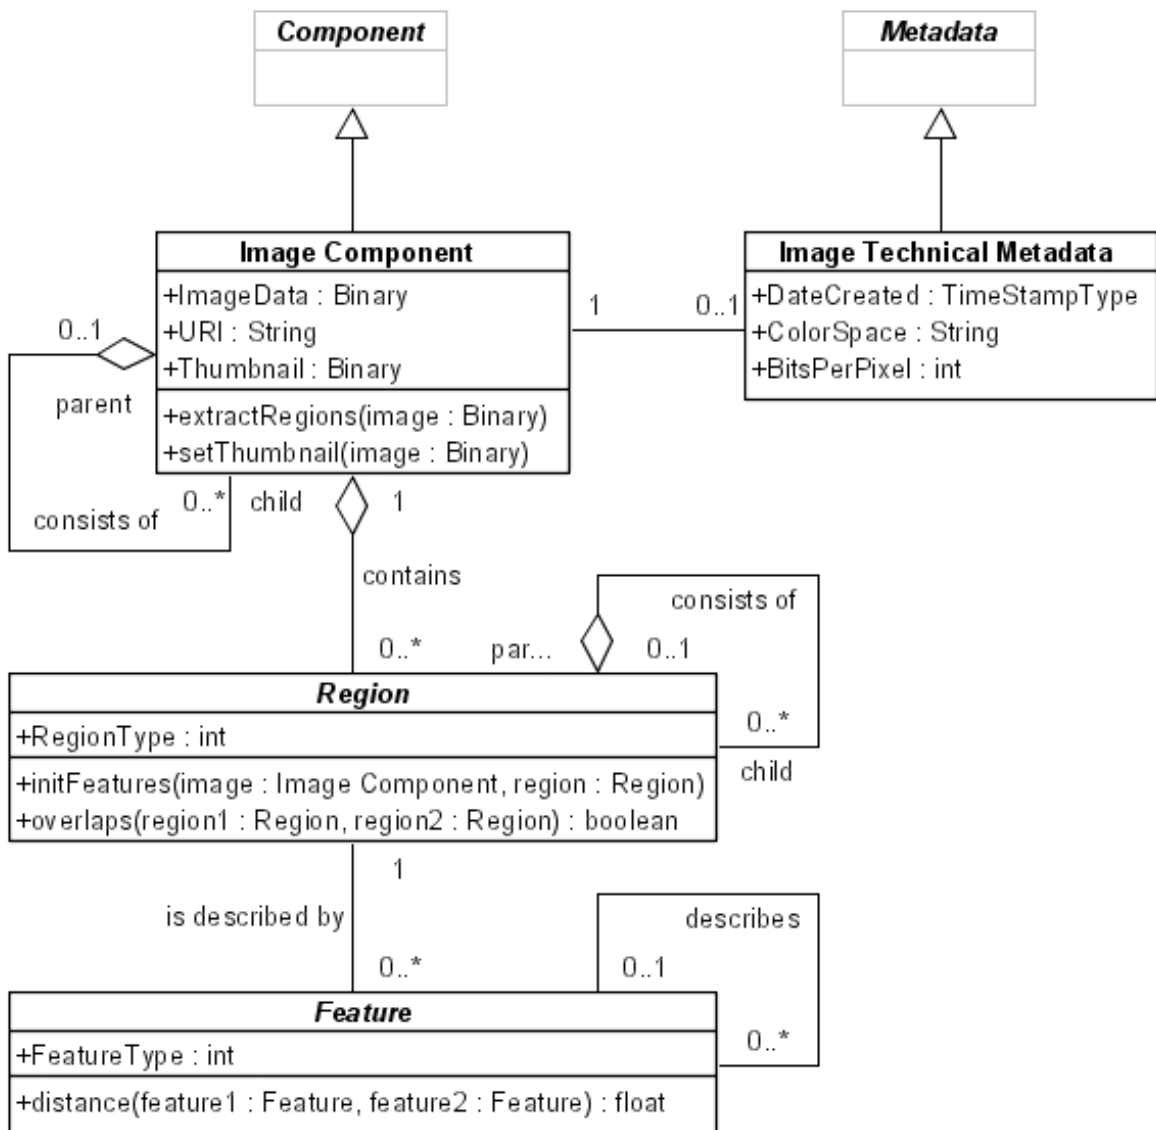 Component
Metadata
Image Component
+ImageData : Binary
+URI : String
+Thumbnail : Binary
+extractRegions(image : Binary)
+setThumbnail(image : Binary)
Image Technical Metadata
+DateCreated : TimeStampType
+ColorSpace : String
+BitsPerPixel : int
1
0..1
0..1
parent
consists of
0..*
child
1
contains
0..*
consists of
par...
0..1
0..*
child
Region
+RegionType : int
+initFeatures(image : Image Component, region : Region)
+overlaps(region1 : Region, region2 : Region) : boolean
1
is described by
0..*
describes
0..1
0..*
Feature
+FeatureType : int
+distance(feature1 : Feature, feature2 : Feature) : float